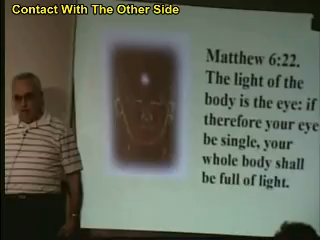 Contact With The Other Side
Matthew 6:22.
The light of the
body is the eye: if
therefore your eye
be single, your
whole body shall
be full of light.